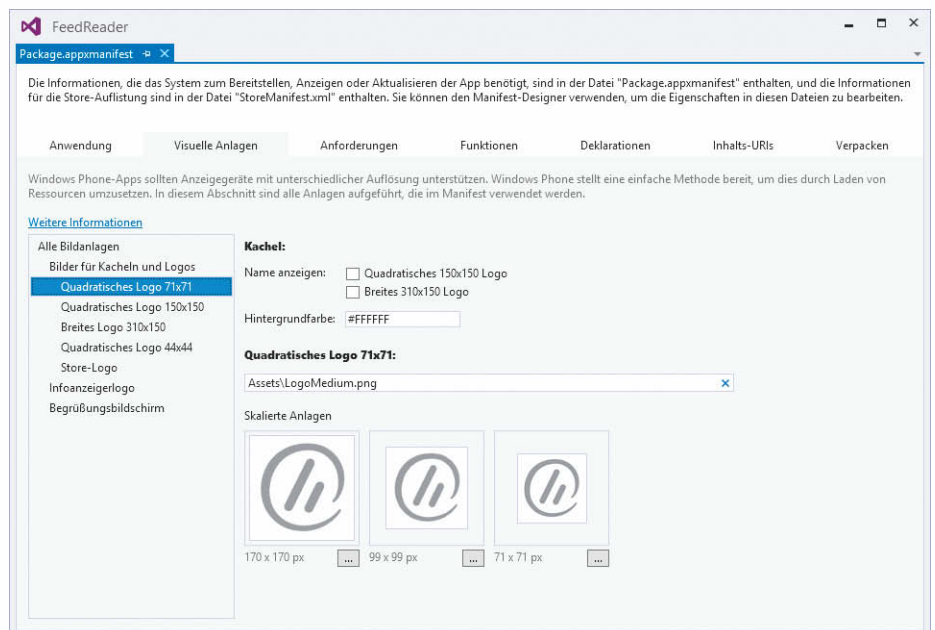 FeedReader
Package.appxmanifest
Die Informationen, die das System zum Bereitstellen, Anzeigen oder Aktualisieren der App benötigt, sind in der Datei "Package.appxmanifest" enthalten, und die Informationen
für die Store-Auflistung sind in der Datei "StoreManifest.xml" enthalten. Sie können den Manifest-Designer verwenden, um die Eigenschaften in diesen Dateien zu bearbeiten.
Anwendung Visuelle Anlagen Anforderungen Funktionen Deklarationen Inhalts-URIs Verpacken
Windows Phone-Apps sollten Anzeigegeräte mit unterschiedlicher Auflösung unterstützen. Windows Phone stellt eine einfache Methode bereit, um dies durch Laden von
Ressourcen umzusetzen. In diesem Abschnitt sind alle Anlagen aufgeführt, die im Manifest verwendet werden.
Weitere Informationen
Alle Bildanlagen
Bilder für Kacheln und Logos
Quadratisches Logo 71x71
Quadratisches Logo 150x150
Breites Logo 310x150
Quadratisches Logo 44x44
Store-Logo
Infoanzeigerlogo
Begrüßungsbildschirm
Kachel:
Name anzeigen: Quadratisches 150x150 Logo
Breites 310x150 Logo
Hintergrundfarbe: #FFFFFF
Quadratisches Logo 71x71:
Assets\LogoMedium.png
Skalierte Anlagen
170 x 170 px ... 99 x 99 px ... 71 x 71 px ...